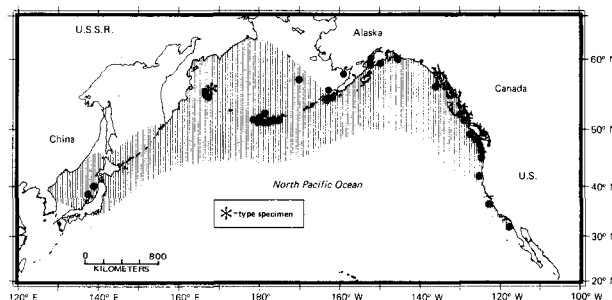 U.S.S.R.
Alaska
60° N
Canada
China
50° N
North Pacific Ocean
U.S.
40° N
*-type specimen
30° N
0 800
KILOMETERS
20° N
120° E 140° E 160° E 180° 160° W 140° W 120° W 100° W